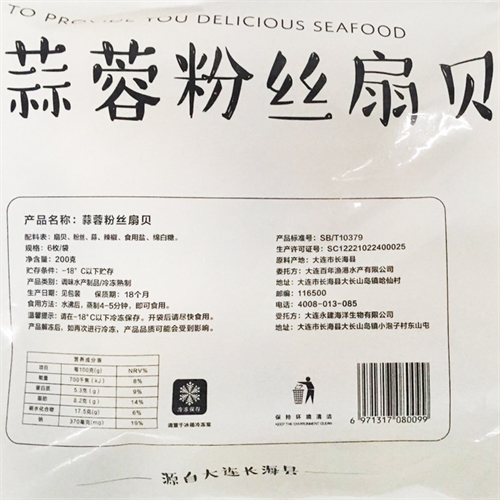 TO PROVIDE YOU DELICIOUS SEAFOOD
蒜蓉粉丝扇贝
产品名称：蒜蓉粉丝扇贝
配料表：扇贝、粉丝、蒜、辣椒、食用盐、绵白糖。
规格：6枚/袋
净含量：200克
贮存条件：-18°C以下贮存
类型：调味水产制品/冷冻熟制
生产日期：见包装 保质期：18个月
食用方法：水沸后，蒸制4-5分钟，即可食用。
温馨提示：请在-18°C以下冷冻保存。开袋后请尽快食用。
产品解冻后，如再次进行冷冻，产品品质可能会受到影响。
产品标准号：SB/T10379
生产许可证号：SC12221022400025
原料产地：大连市长海县
委托方：大连百年渔港水产有限公司
地址：大连市长海县大长山岛镇哈仙村
邮编：116500
电话：4008-013-085
受托方：大连永建海洋生物有限公司
地址：大连市长海县大长山岛镇小泡子村东山屯
营养成分表
项目 每100克(g) NRV%
能量 700千焦(kJ) 8%
蛋白质 5.3克(g) 9%
脂肪 8.2克(g) 14%
碳水化合物 17.5克(g) 6%
钠 370毫克(mg) 16%
冷冻保存
请置于冰箱冷冻室
保持环境清洁
KEEP THE ENVIRONMENT CLEAN
6971317080099
源自大连长海县